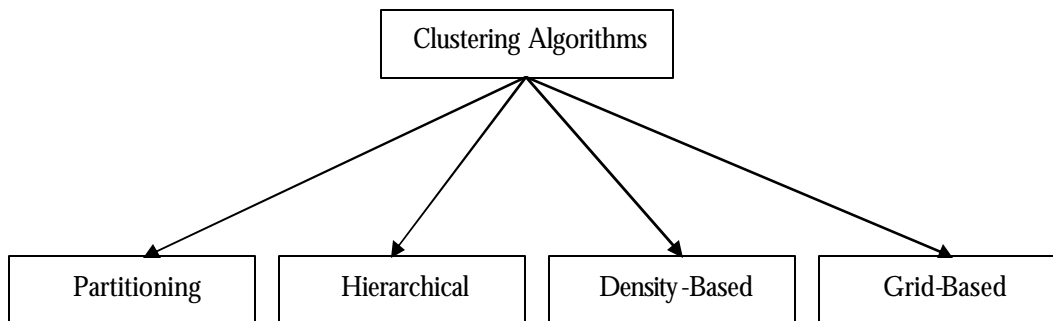 Clustering Algorithms
Partitioning
Hierarchical
Density-Based
Grid-Based